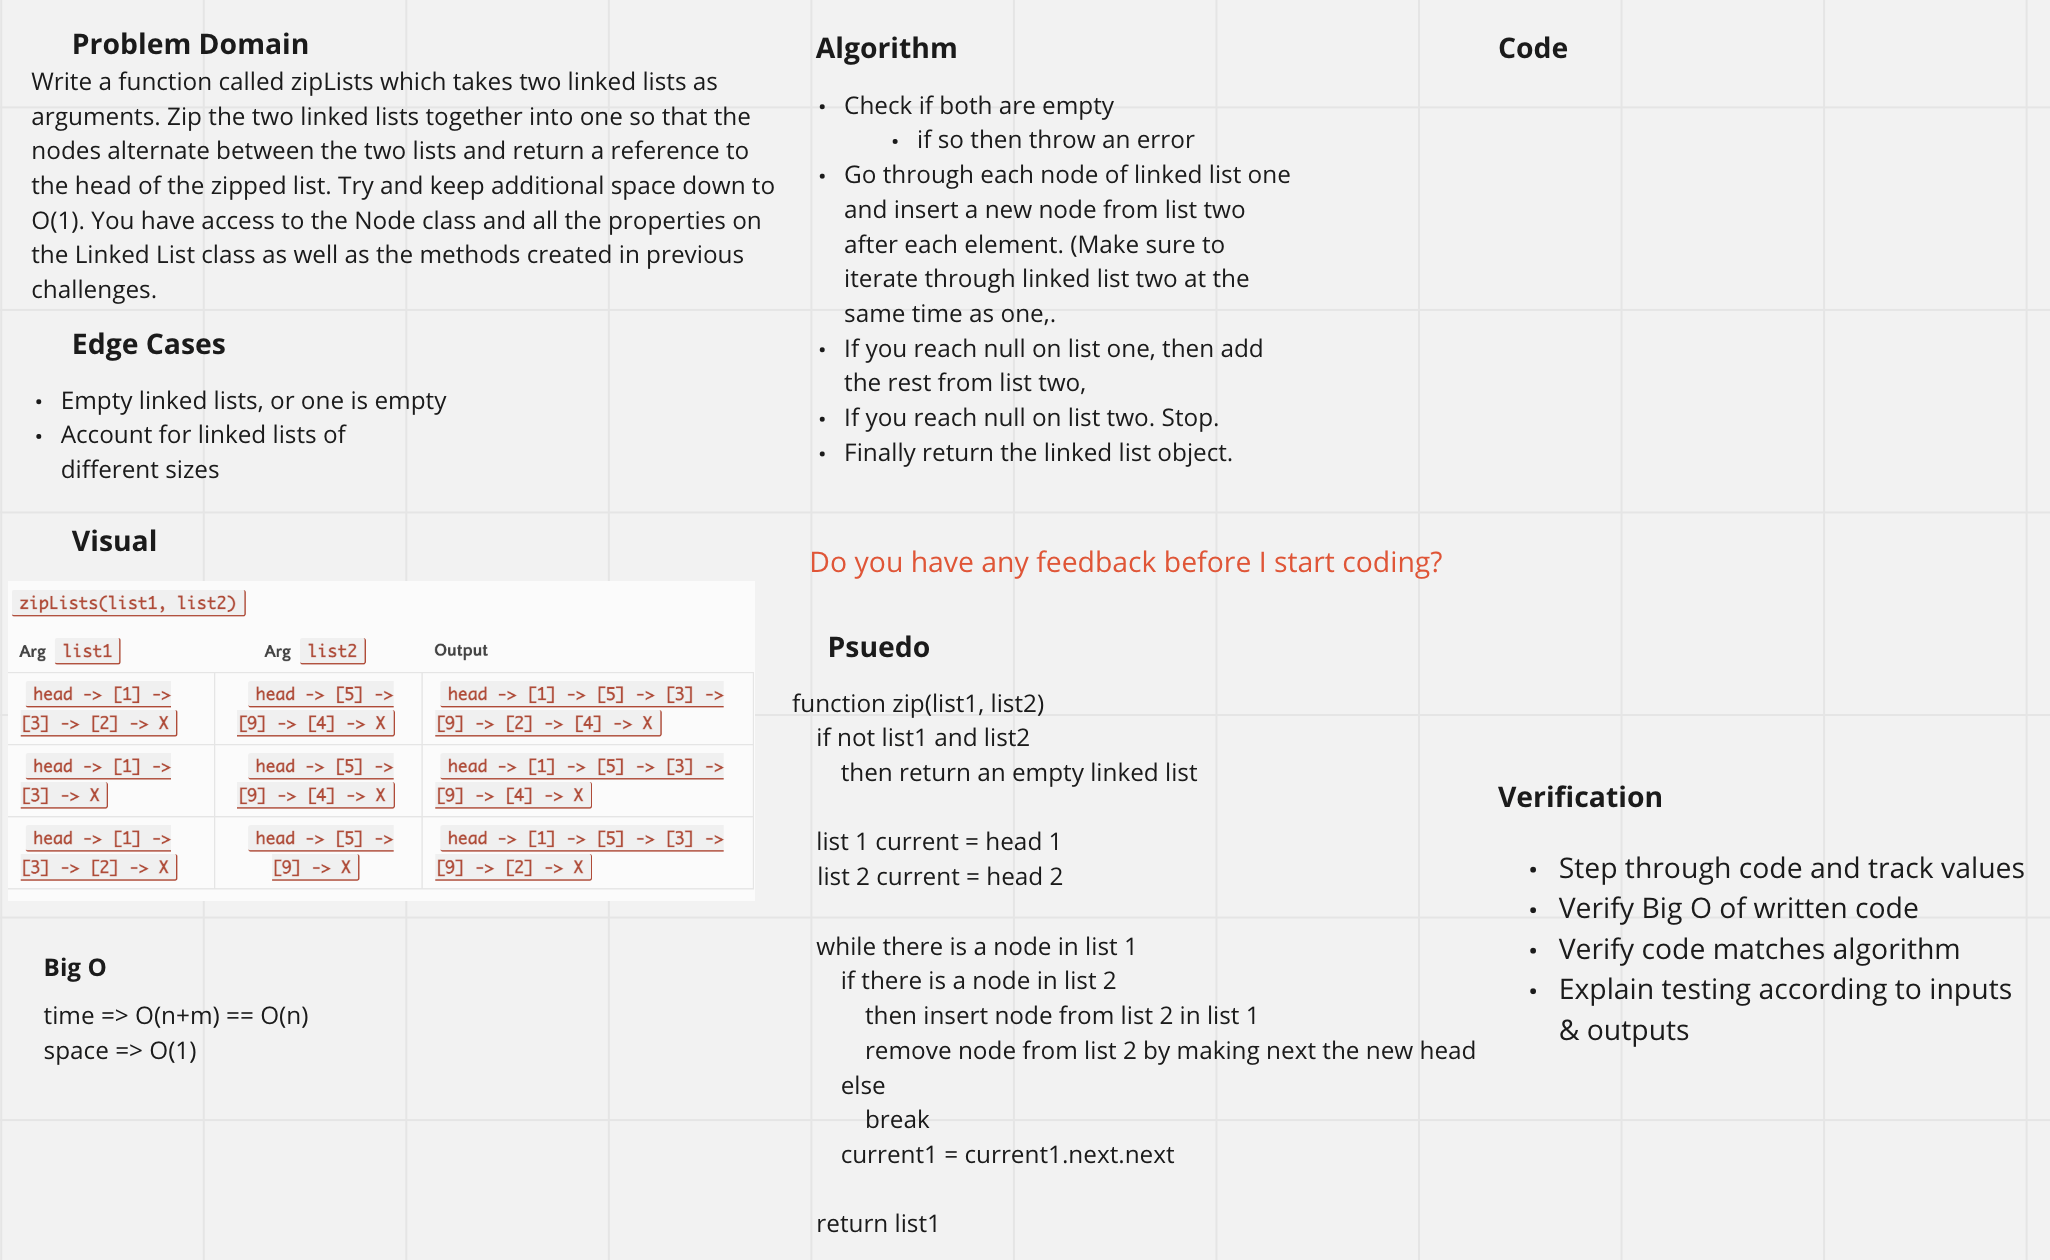 Problem Domain
Write a function called zipLists which takes two linked lists as
arguments. Zip the two linked lists together into one so that the
nodes alternate between the two lists and return a reference to
the head of the zipped list. Try and keep additional space down to
O(1). You have access to the Node class and all the properties on
the Linked List class as well as the methods created in previous
challenges.
Edge Cases
• Empty linked lists, or one is empty
• Account for linked lists of
different sizes
Visual
zipLists(list1, list2)
Arg list1 Arg list2 Output
head -> [1] -> head -> [5] -> head -> [1] -> [5] -> [3] ->
[3] -> [2] -> X [9] -> [4] -> X [9] -> [2] -> [4] -> X
head -> [1] -> head -> [5] -> head -> [1] -> [5] -> [3] ->
[3] -> X [9] -> [4] -> X [9] -> [4] -> X
head -> [1] -> head -> [5] -> head -> [1] -> [5] -> [3] ->
[3] -> [2] -> X [9] -> X [9] -> [2] -> X
Big O
time => O(n+m) == O(n)
space => O(1)
Algorithm
• Check if both are empty
• if so then throw an error
• Go through each node of linked list one
and insert a new node from list two
after each element. (Make sure to
iterate through linked list two at the
same time as one,.
• If you reach null on list one, then add
the rest from list two,
• If you reach null on list two. Stop.
• Finally return the linked list object.
Do you have any feedback before I start coding?
Psuedo
function zip(list1, list2)
if not list1 and list2
then return an empty linked list
list 1 current = head 1
list 2 current = head 2
while there is a node in list 1
if there is a node in list 2
then insert node from list 2 in list 1
remove node from list 2 by making next the new head
else
break
current1 = current1.next.next
return list1
Code
Verification
• Step through code and track values
• Verify Big O of written code
• Verify code matches algorithm
• Explain testing according to inputs
& outputs